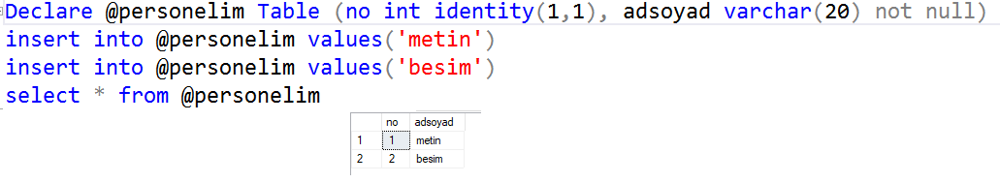 Declare @personelim Table (no int identity(1,1), adsoyad varchar(20) not null)
insert into @personelim values('metin')
insert into @personelim values('besim')
select * from @personelim
no adsoyad
1 1 metin
2 2 besim